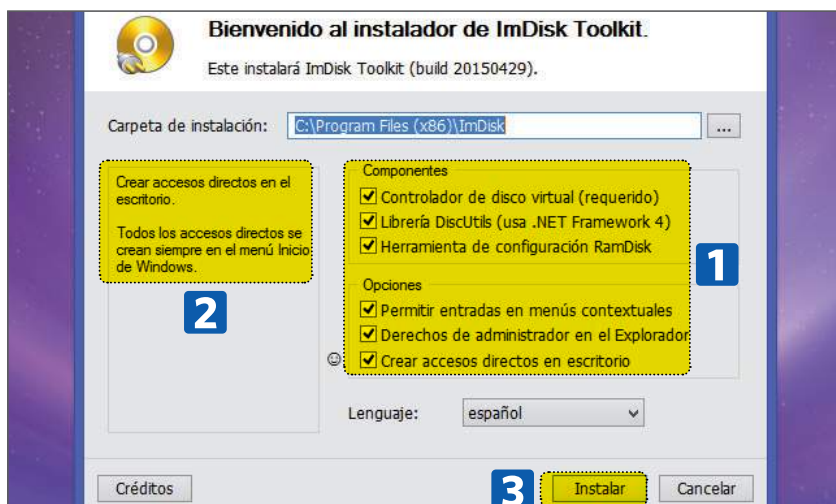 Bienvenido al instalador de ImDisk Toolkit.
Este instalará ImDisk Toolkit (build 20150429).
Carpeta de instalación: C:\Program Files (x86)\ImDisk ...
Crear accesos directos en el
escritorio.
Todos los accesos directos se
crean siempre en el menú Inicio
de Windows.
2
Componentes
Controlador de disco virtual (requerido)
Librería DiscUtils (usa .NET Framework 4)
Herramienta de configuración RamDisk
1
Opciones
Permitir entradas en menús contextuales
Derechos de administrador en el Explorador
Crear accesos directos en escritorio
Lenguaje: español
Créditos 3 Instalar Cancelar